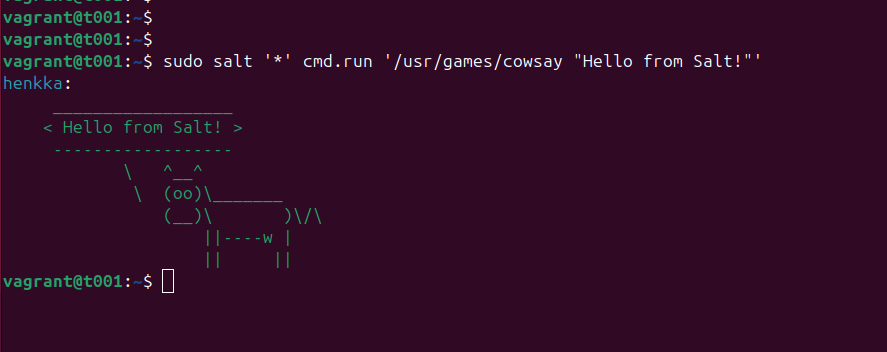 vagrant@t001:~$
vagrant@t001:~$
vagrant@t001:~$ sudo salt '*' cmd.run '/usr/games/cowsay "Hello from Salt!"'
henkka:
     __________________
    < Hello from Salt! >
     ------------------
            \   ^__^
             \  (oo)\_______
                (__)\       )\/\
                    ||----w |
                    ||     ||
vagrant@t001:~$